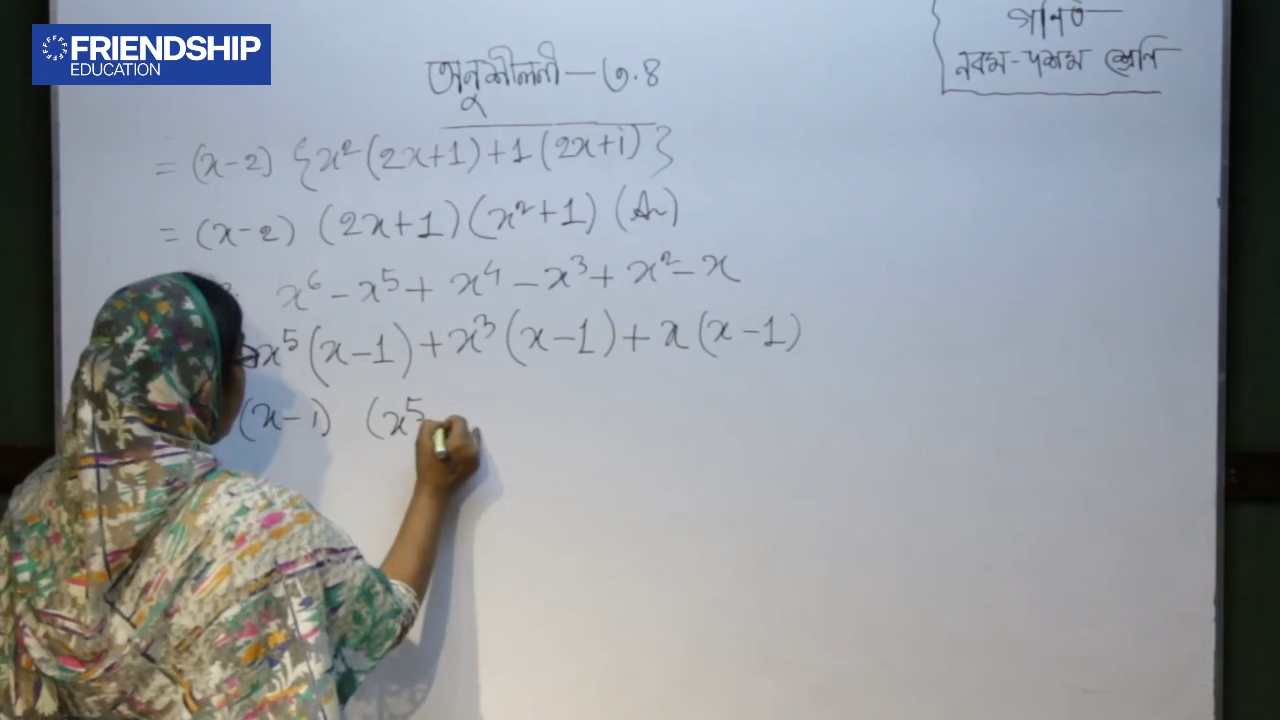 FRIENDSHIP
EDUCATION
গণিত
নবম-দশম শ্রেণি
অনুশীলনী—৩.৪
= (x-2) {x²(2x+1)+1(2x+1)}
= (x-2) (2x+1)(x²+1) (An)
x⁶ - x⁵ + x⁴ - x³ + x² - x
x⁵(x-1)+x³(x-1)+x(x-1)
(x-1) (x⁵